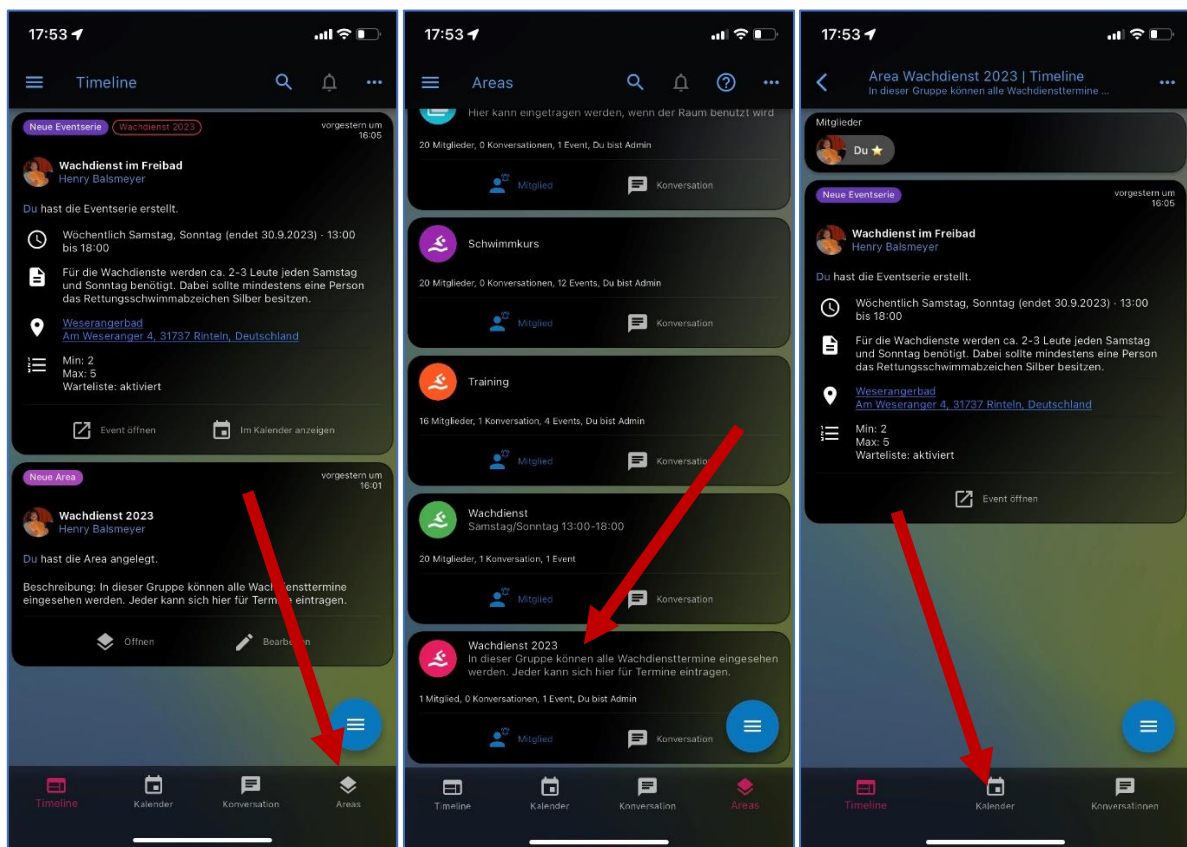 17:53
Timeline
Neue Eventserie
Wachdienst 2023
vorgestern um
16:05
Wachdienst im Freibad
Henry Balsmeyer
Du hast die Eventserie erstellt.
Wöchentlich Samstag, Sonntag (endet 30.9.2023) · 13:00
bis 18:00
Für die Wachdienste werden ca. 2-3 Leute jeden Samstag
und Sonntag benötigt. Dabei sollte mindestens eine Person
das Rettungsschwimmabzeichen Silber besitzen.
Weserangerbad
Am Weseranger 4, 31737 Rinteln, Deutschland
Min: 2
Max: 5
Warteliste: aktiviert
Event öffnen
Im Kalender anzeigen
Neue Area
vorgestern um
16:01
Wachdienst 2023
Henry Balsmeyer
Du hast die Area angelegt.
Beschreibung: In dieser Gruppe können alle Wachdiensttermine
eingesehen werden. Jeder kann sich hier für Termine eintragen.
Öffnen
Bearbeiten
Timeline
Kalender
Konversation
Areas
17:53
Areas
Hier kann eingetragen werden, wenn der Raum benutzt wird
20 Mitglieder, 0 Konversationen, 1 Event, Du bist Admin
Mitglied
Konversation
Schwimmkurs
20 Mitglieder, 0 Konversationen, 12 Events, Du bist Admin
Mitglied
Konversation
Training
16 Mitglieder, 1 Konversation, 4 Events, Du bist Admin
Mitglied
Konversation
Wachdienst
Samstag/Sonntag 13:00-18:00
20 Mitglieder, 1 Konversation, 1 Event
Mitglied
Konversation
Wachdienst 2023
In dieser Gruppe können alle Wachdiensttermine eingesehen
werden. Jeder kann sich hier für Termine eintragen.
1 Mitglied, 0 Konversationen, 1 Event, Du bist Admin
Mitglied
Konversation
Timeline
Kalender
Konversation
Areas
17:53
Area Wachdienst 2023 | Timeline
In dieser Gruppe können alle Wachdiensttermine ...
Mitglieder
Du
Neue Eventserie
vorgestern um
16:05
Wachdienst im Freibad
Henry Balsmeyer
Du hast die Eventserie erstellt.
Wöchentlich Samstag, Sonntag (endet 30.9.2023) · 13:00
bis 18:00
Für die Wachdienste werden ca. 2-3 Leute jeden Samstag
und Sonntag benötigt. Dabei sollte mindestens eine Person
das Rettungsschwimmabzeichen Silber besitzen.
Weserangerbad
Am Weseranger 4, 31737 Rinteln, Deutschland
Min: 2
Max: 5
Warteliste: aktiviert
Event öffnen
Timeline
Kalender
Konversationen